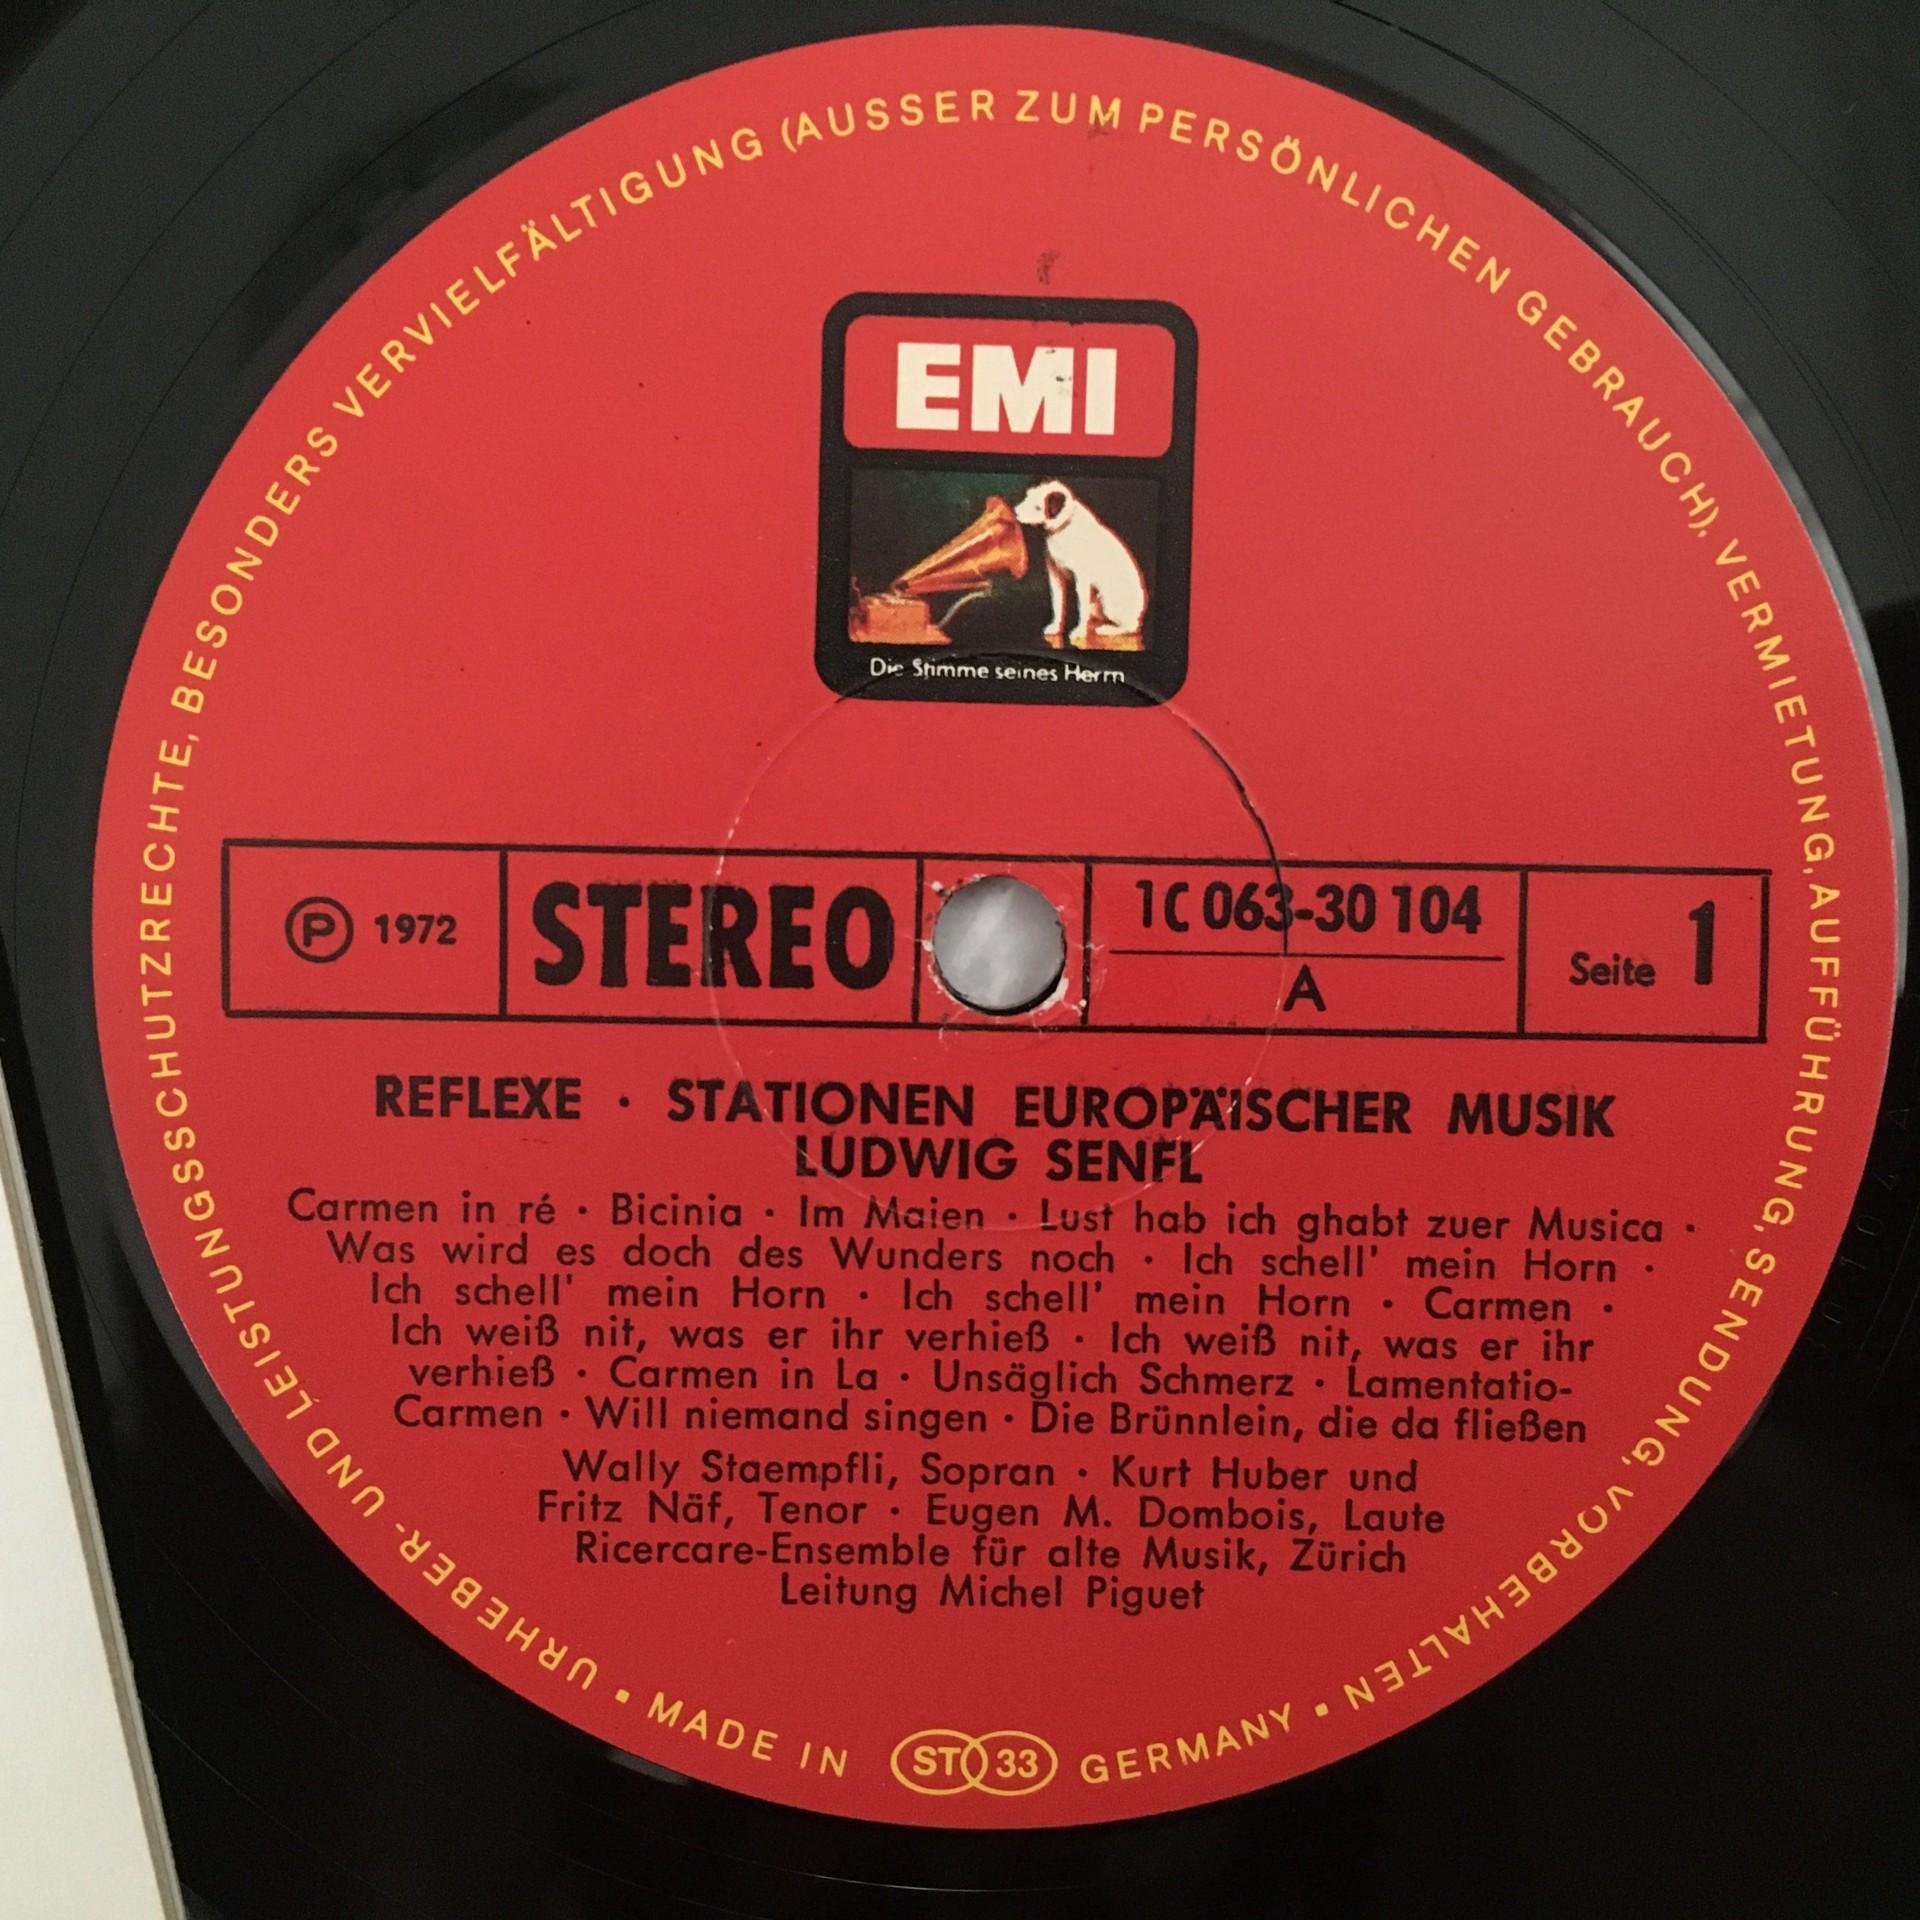 URHEBER- UND LEISTUNGSSCHUTZRECHTE, BESONDERS VERVIELFÄLTIGUNG (AUSSER ZUM PERSÖNLICHEN GEBRAUCH), VERMIETUNG, AUFFÜHRUNG, SENDUNG, VORBEHALTEN •
EMI
Die Stimme seines Herrn
Ⓟ 1972
STEREO
1C 063-30 104
A
Seite 1
REFLEXE · STATIONEN EUROPÄISCHER MUSIK
LUDWIG SENFL
Carmen in ré · Bicinia · Im Maien · Lust hab ich ghabt zuer Musica ·
Was wird es doch des Wunders noch · Ich schell' mein Horn ·
Ich schell' mein Horn · Ich schell' mein Horn · Carmen ·
Ich weiß nit, was er ihr verhieß · Ich weiß nit, was er ihr
verhieß · Carmen in La · Unsäglich Schmerz · Lamentatio-
Carmen · Will niemand singen · Die Brünnlein, die da fließen
Wally Staempfli, Sopran · Kurt Huber und
Fritz Näf, Tenor · Eugen M. Dombois, Laute
Ricercare-Ensemble für alte Musik, Zürich
Leitung Michel Piguet
• MADE IN ST 33 GERMANY